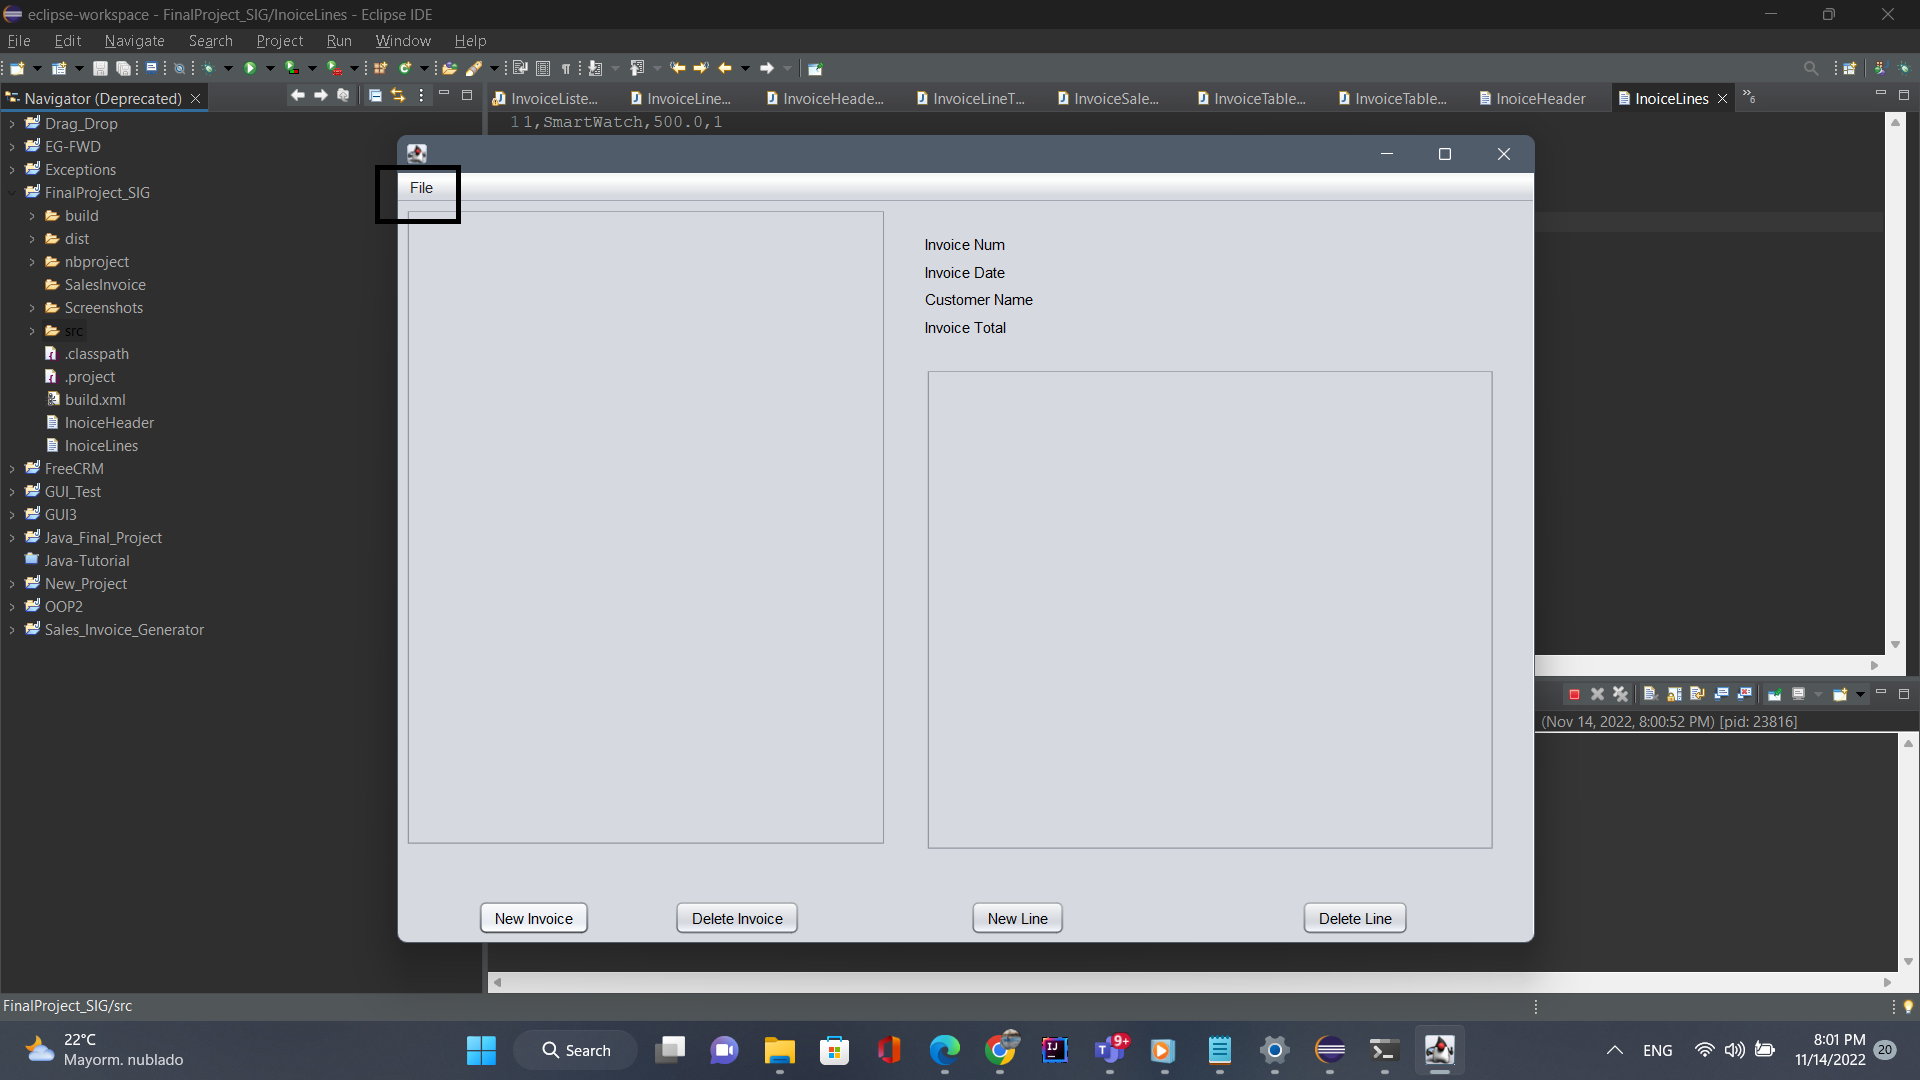 eclipse-workspace - FinalProject_SIG/InoiceLines - Eclipse IDE
File Edit Navigate Search Project Run Window Help
Navigator (Deprecated)
InvoiceListe... InvoiceLine... InvoiceHeade... InvoiceLineT... InvoiceSale... InvoiceTable... InvoiceTable... InoiceHeader InoiceLines »6
1 1,SmartWatch,500.0,1
Drag_Drop
EG-FWD
Exceptions
FinalProject_SIG
build
dist
nbproject
SalesInvoice
Screenshots
src
.classpath
.project
build.xml
InoiceHeader
InoiceLines
FreeCRM
GUI_Test
GUI3
Java_Final_Project
Java-Tutorial
New_Project
OOP2
Sales_Invoice_Generator
File
Invoice Num
Invoice Date
Customer Name
Invoice Total
New Invoice Delete Invoice New Line Delete Line
(Nov 14, 2022, 8:00:52 PM) [pid: 23816]
FinalProject_SIG/src
22°C
Mayorm. nublado
Search
IJ
9+
ENG
8:01 PM
11/14/2022
20